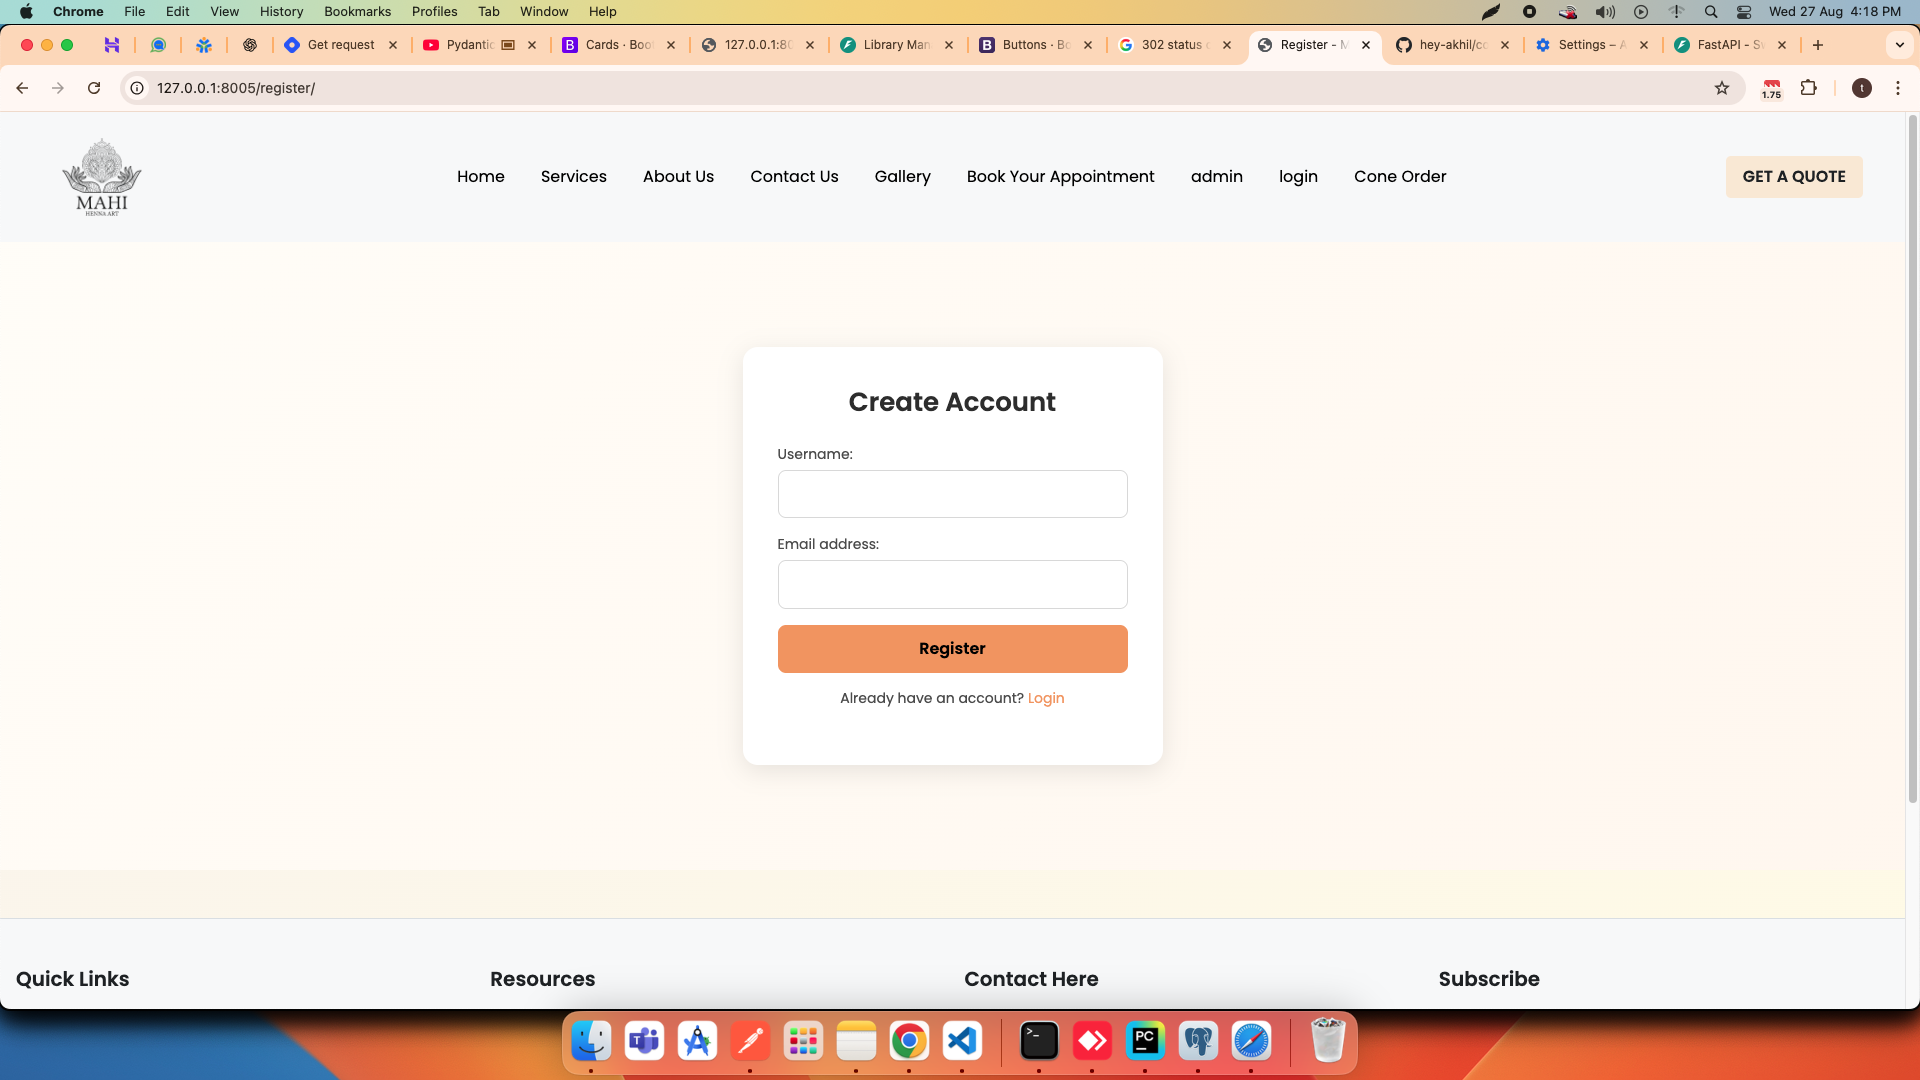 Chrome File Edit View History Bookmarks Profiles Tab Window Help Wed 27 Aug 4:18 PM
Get request Pydantic Cards · Boo 127.0.0.1:80 Library Man Buttons · Bo 302 status Register - M hey-akhil/cc Settings – A FastAPI - Sw
127.0.0.1:8005/register/ 1.75 t
MAHI
HENNA ART
Home Services About Us Contact Us Gallery Book Your Appointment admin login Cone Order GET A QUOTE
Create Account
Username:
Email address:
Register
Already have an account? Login
Quick Links Resources Contact Here Subscribe
PC